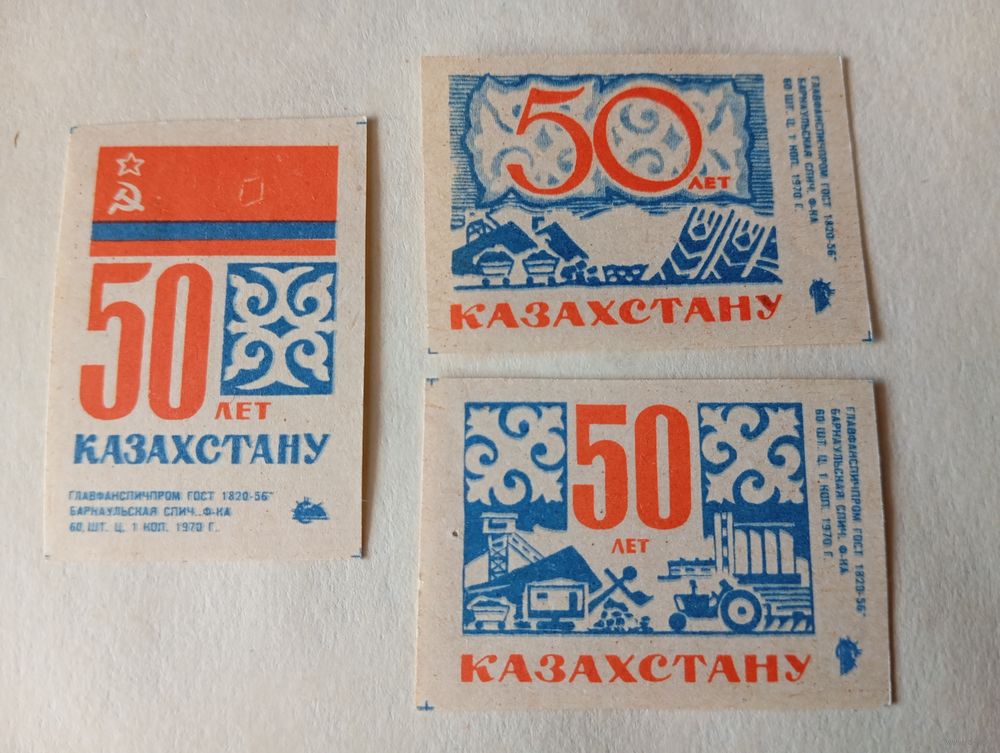 50
ЛЕТ
КАЗАХСТАНУ
ГЛАВФАНСПИЧПРОМ ГОСТ 1820-56"
БАРНАУЛЬСКАЯ СПИЧ. Ф-КА
60 ШТ. Ц. 1 КОП. 1970 Г.
50
ЛЕТ
КАЗАХСТАНУ
ГЛАВФАНСПИЧПРОМ ГОСТ 1820-56"
БАРНАУЛЬСКАЯ СПИЧ. Ф-КА
60 ШТ. Ц. 1 КОП. 1970 Г.
50
ЛЕТ
КАЗАХСТАНУ
ГЛАВФАНСПИЧПРОМ ГОСТ 1820-56"
БАРНАУЛЬСКАЯ СПИЧ. Ф-КА
60 ШТ. Ц. 1 КОП. 1970 Г.